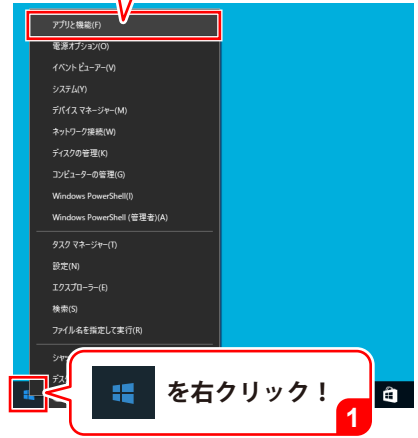 アプリと機能(F)
電源オプション(O)
イベント ビューアー(V)
システム(Y)
デバイス マネージャー(M)
ネットワーク接続(W)
ディスクの管理(K)
コンピューターの管理(G)
Windows PowerShell(I)
Windows PowerShell (管理者)(A)
タスク マネージャー(T)
設定(N)
エクスプローラー(E)
検索(S)
ファイル名を指定して実行(R)
を右クリック！
1